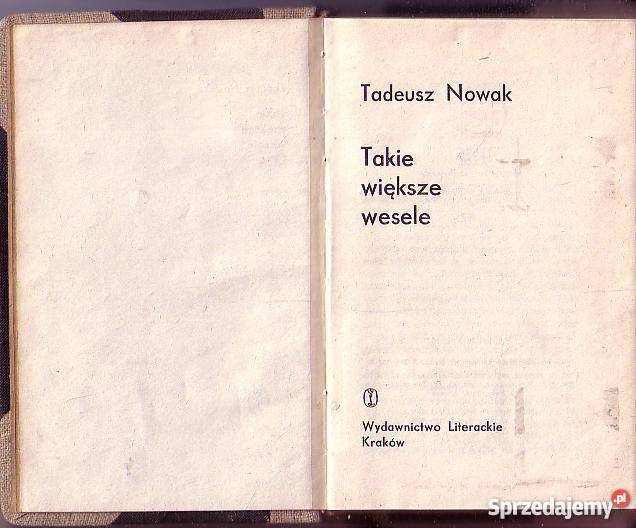 Tadeusz Nowak
Takie
większe
wesele
Wydawnictwo Literackie
Kraków
Sprzedajemy.pl